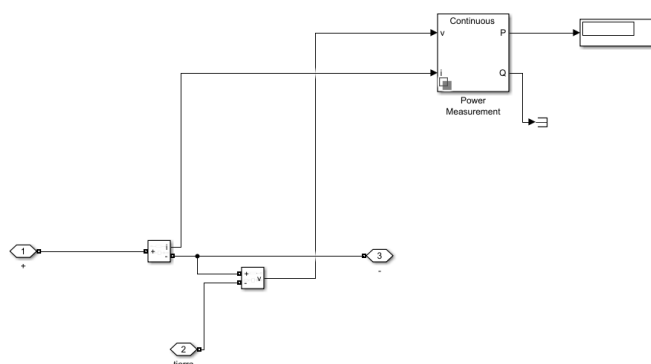 Continuous
v
P
i
Q
Power
Measurement
1
+
+
i
-
3
-
+
-
v
2